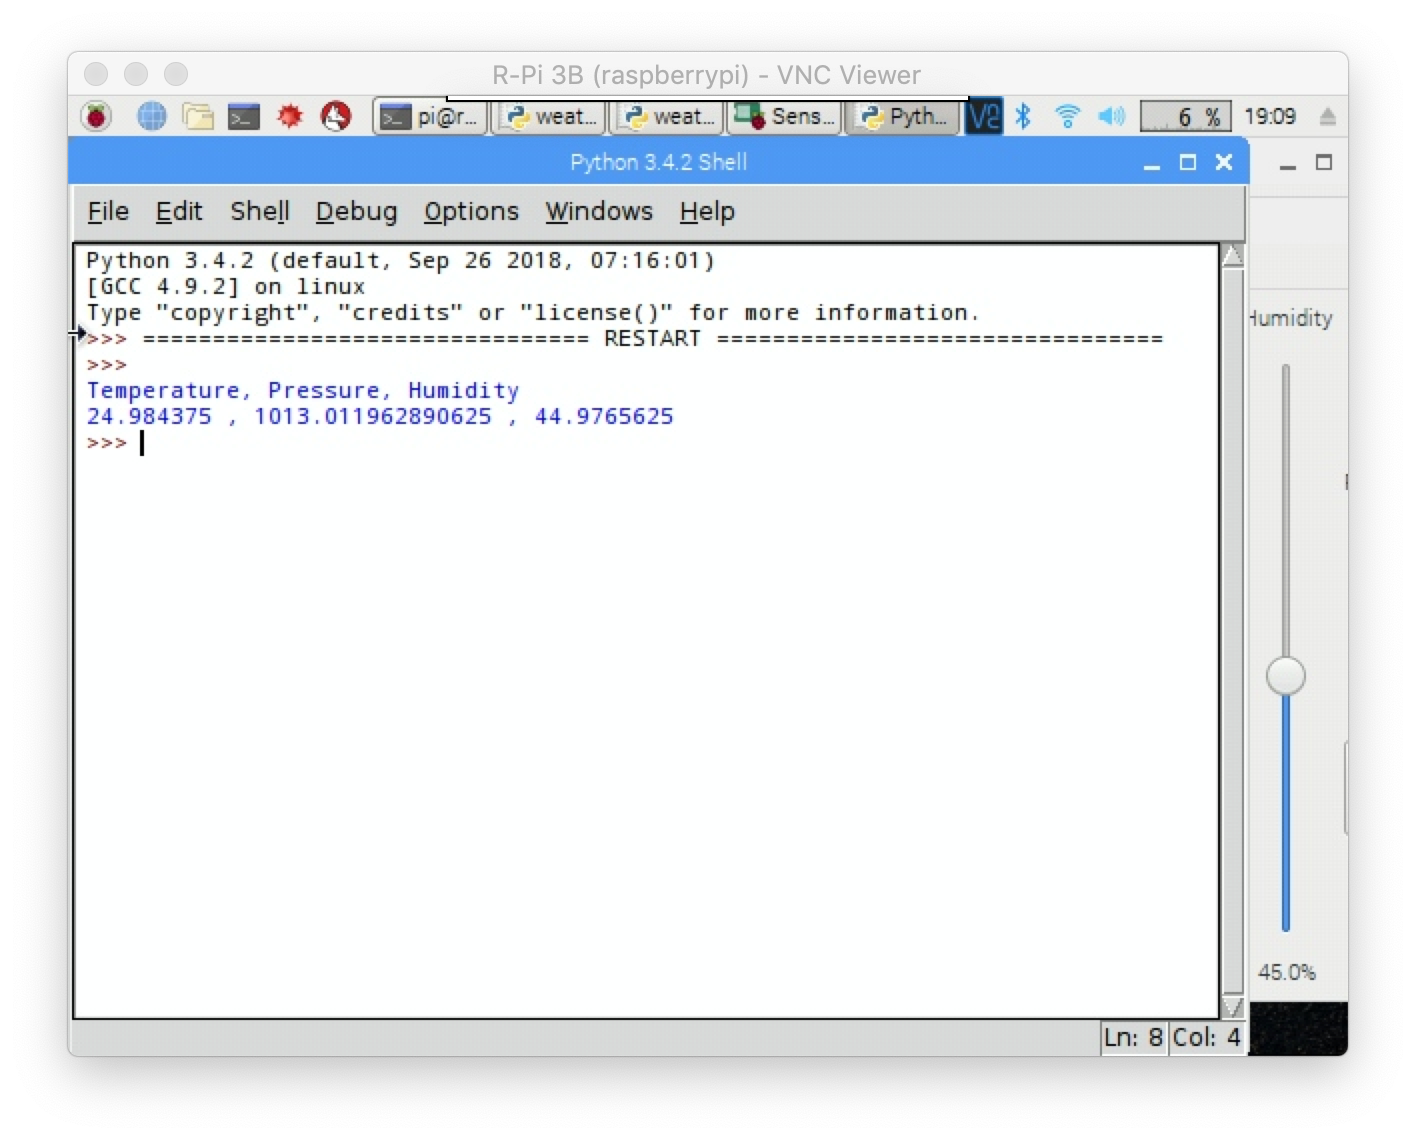 R-Pi 3B (raspberrypi) - VNC Viewer
pi@r... weat... weat... Sens... Pyth... V2 6 % 19:09
Python 3.4.2 Shell
File Edit Shell Debug Options Windows Help
Python 3.4.2 (default, Sep 26 2018, 07:16:01)
[GCC 4.9.2] on linux
Type "copyright", "credits" or "license()" for more information.
>>> ================================ RESTART ================================
>>>
Temperature, Pressure, Humidity
24.984375 , 1013.011962890625 , 44.9765625
>>>
Humidity
45.0%
Ln: 8 Col: 4